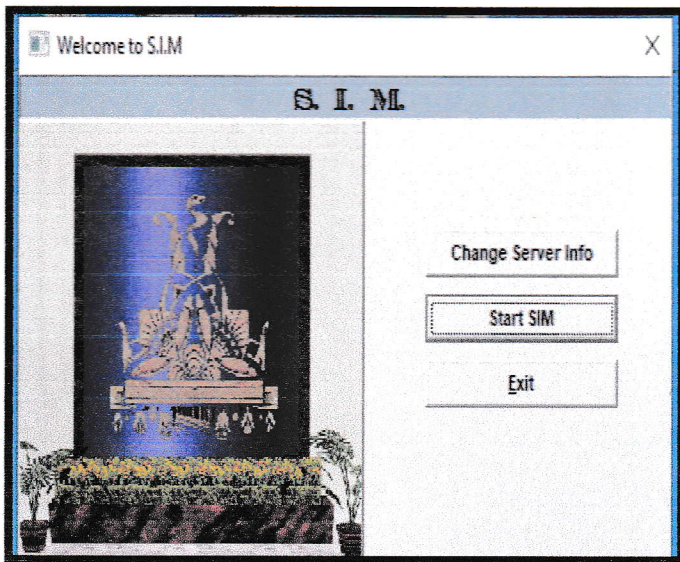 Welcome to S.I.M
S. I. M.
Change Server Info
Start SIM
Exit